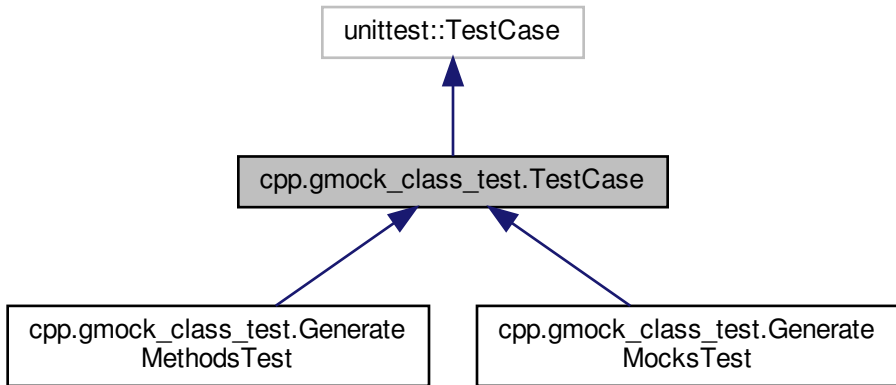 unittest::TestCase
cpp.gmock_class_test.TestCase
cpp.gmock_class_test.Generate
MethodsTest
cpp.gmock_class_test.Generate
MocksTest